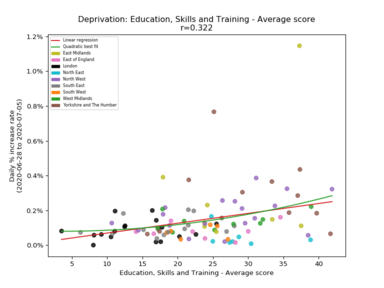 Deprivation: Education, Skills and Training - Average score
r=0.322
1.2%
1.0%
0.8%
0.6%
0.4%
0.2%
0.0%
Daily % increase rate
(2020-06-28 to 2020-07-05)
Linear regression
Quadratic best fit
East Midlands
East of England
London
North East
North West
South East
South West
West Midlands
Yorkshire and The Humber
5 10 15 20 25 30 35 40
Education, Skills and Training - Average score